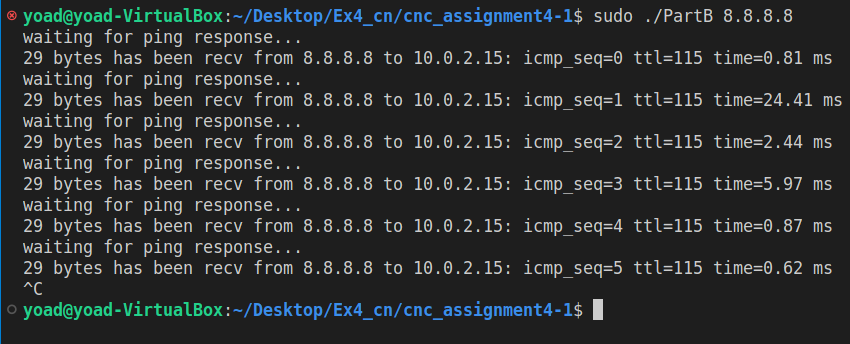 yoad@yoad-VirtualBox:~/Desktop/Ex4_cn/cnc_assignment4-1$ sudo ./PartB 8.8.8.8
waiting for ping response...
29 bytes has been recv from 8.8.8.8 to 10.0.2.15: icmp_seq=0 ttl=115 time=0.81 ms
waiting for ping response...
29 bytes has been recv from 8.8.8.8 to 10.0.2.15: icmp_seq=1 ttl=115 time=24.41 ms
waiting for ping response...
29 bytes has been recv from 8.8.8.8 to 10.0.2.15: icmp_seq=2 ttl=115 time=2.44 ms
waiting for ping response...
29 bytes has been recv from 8.8.8.8 to 10.0.2.15: icmp_seq=3 ttl=115 time=5.97 ms
waiting for ping response...
29 bytes has been recv from 8.8.8.8 to 10.0.2.15: icmp_seq=4 ttl=115 time=0.87 ms
waiting for ping response...
29 bytes has been recv from 8.8.8.8 to 10.0.2.15: icmp_seq=5 ttl=115 time=0.62 ms
^C
yoad@yoad-VirtualBox:~/Desktop/Ex4_cn/cnc_assignment4-1$